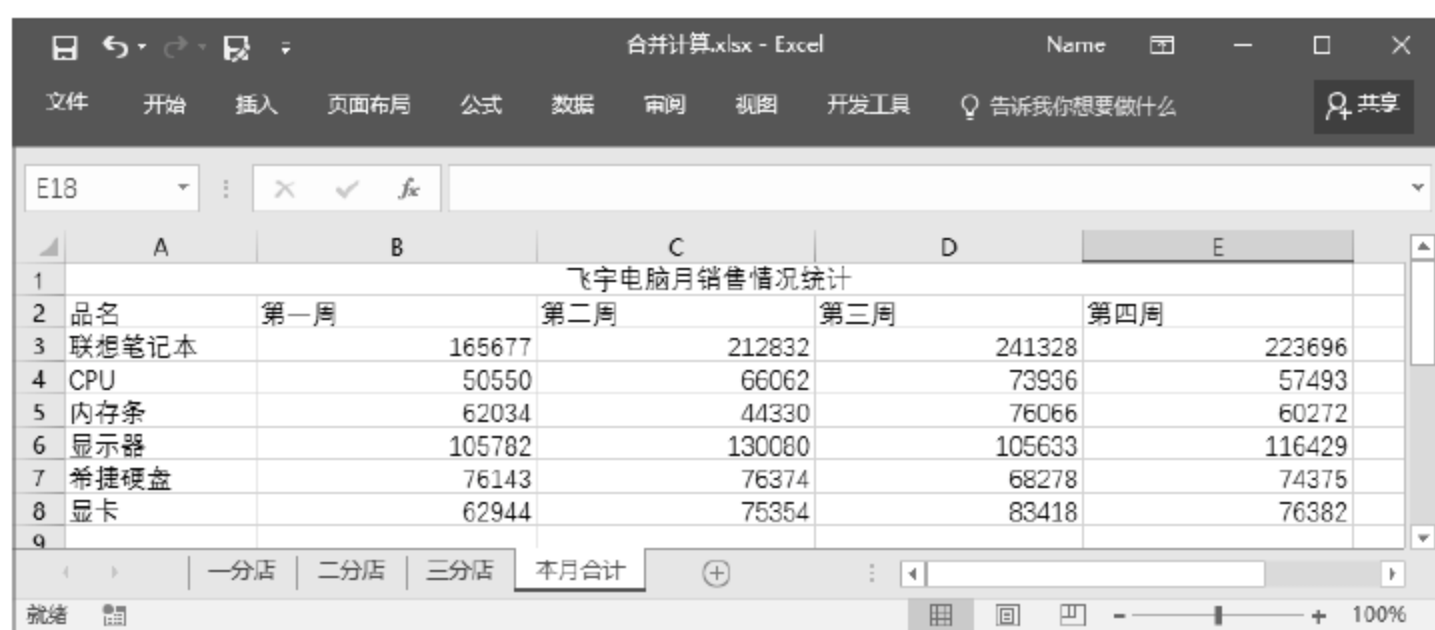 合并计算.xlsx - Excel Name
文件 开始 插入 页面布局 公式 数据 审阅 视图 开发工具 告诉我你想要做什么 共享
E18 fx
A B C D E
1 飞宇电脑月销售情况统计
2 品名 第一周 第二周 第三周 第四周
3 联想笔记本 165677 212832 241328 223696
4 CPU 50550 66062 73936 57493
5 内存条 62034 44330 76066 60272
6 显示器 105782 130080 105633 116429
7 希捷硬盘 76143 76374 68278 74375
8 显卡 62944 75354 83418 76382
9
一分店 二分店 三分店 本月合计
就绪 100%